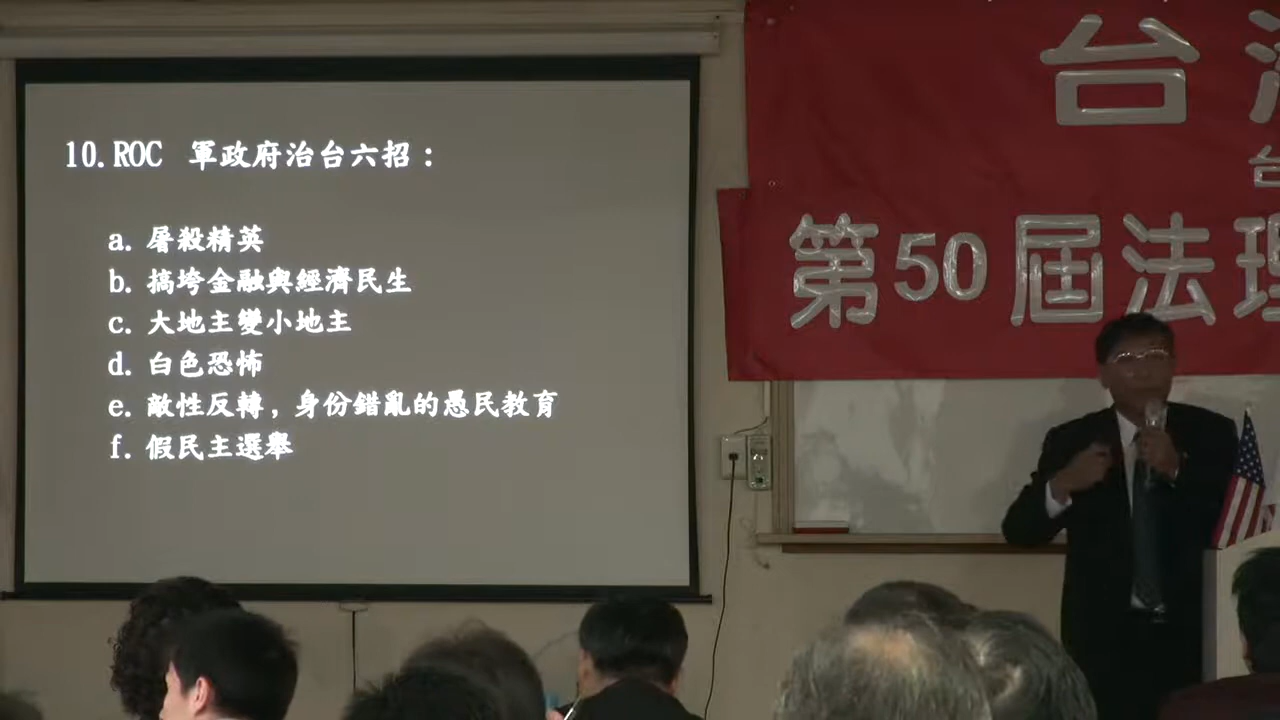 10.ROC 軍政府治台六招：
a. 屠殺精英
b. 搞垮金融與經濟民生
c. 大地主變小地主
d. 白色恐怖
e. 敵性反轉，身份錯亂的愚民教育
f. 假民主選舉
台
台
第50屆法理